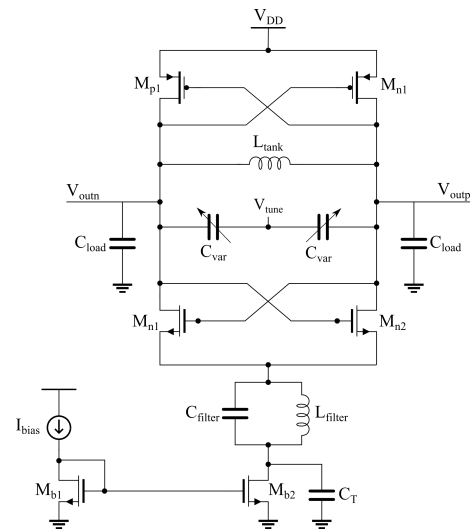 V_DD
M_p1
M_n1
L_tank
V_outn
V_tune
V_outp
C_load
C_var
C_var
C_load
M_n1
M_n2
C_filter
L_filter
I_bias
M_b1
M_b2
C_T